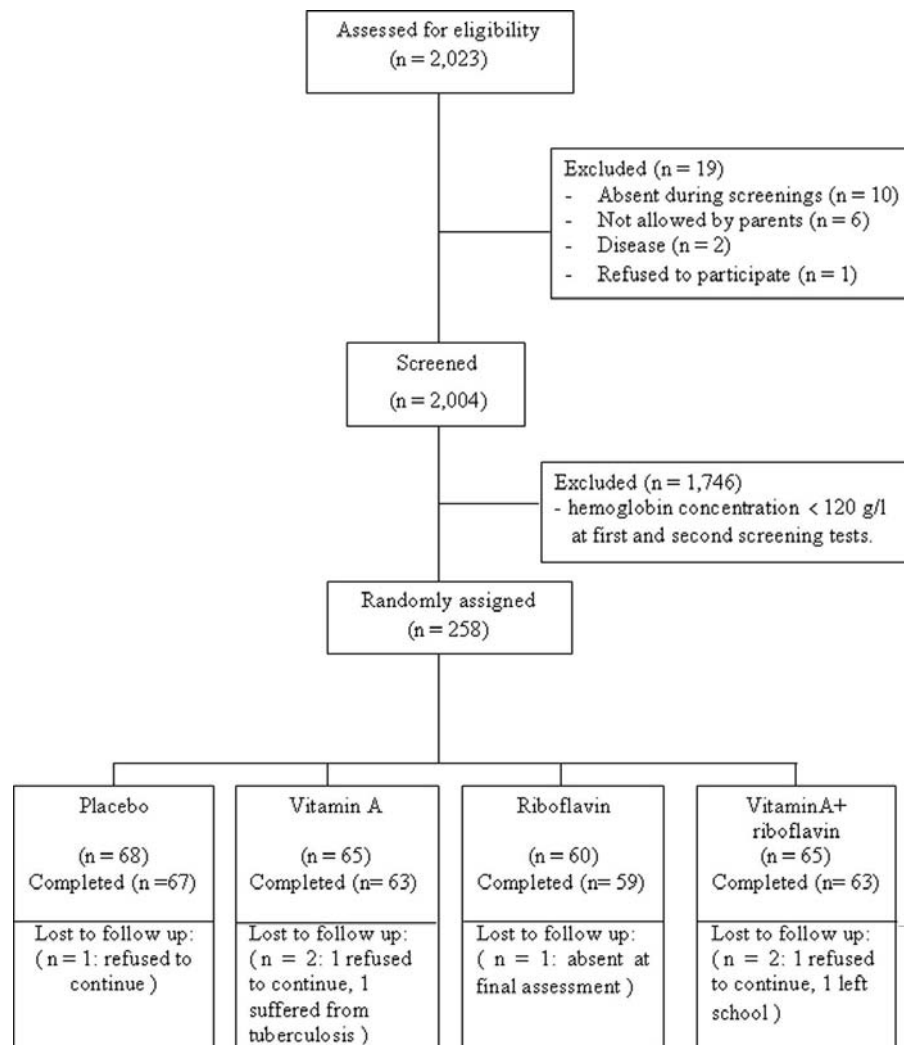 Assessed for eligibility
(n = 2,023)
Excluded (n = 19)
- Absent during screenings (n = 10)
- Not allowed by parents (n = 6)
- Disease (n = 2)
- Refused to participate (n = 1)
Screened
(n = 2,004)
Excluded (n = 1,746)
- hemoglobin concentration < 120 g/l
at first and second screening tests.
Randomly assigned
(n = 258)
Placebo
(n = 68)
Completed (n =67)
Lost to follow up:
( n = 1: refused to
continue )
Vitamin A
(n = 65)
Completed (n= 63)
Lost to follow up:
( n = 2: 1 refused
to continue, 1
suffered from
tuberculosis )
Riboflavin
(n = 60)
Completed (n= 59)
Lost to follow up:
( n = 1: absent at
final assessment )
VitaminA+
riboflavin
(n = 65)
Completed (n= 63)
Lost to follow up:
( n = 2: 1 refused
to continue, 1 left
school )